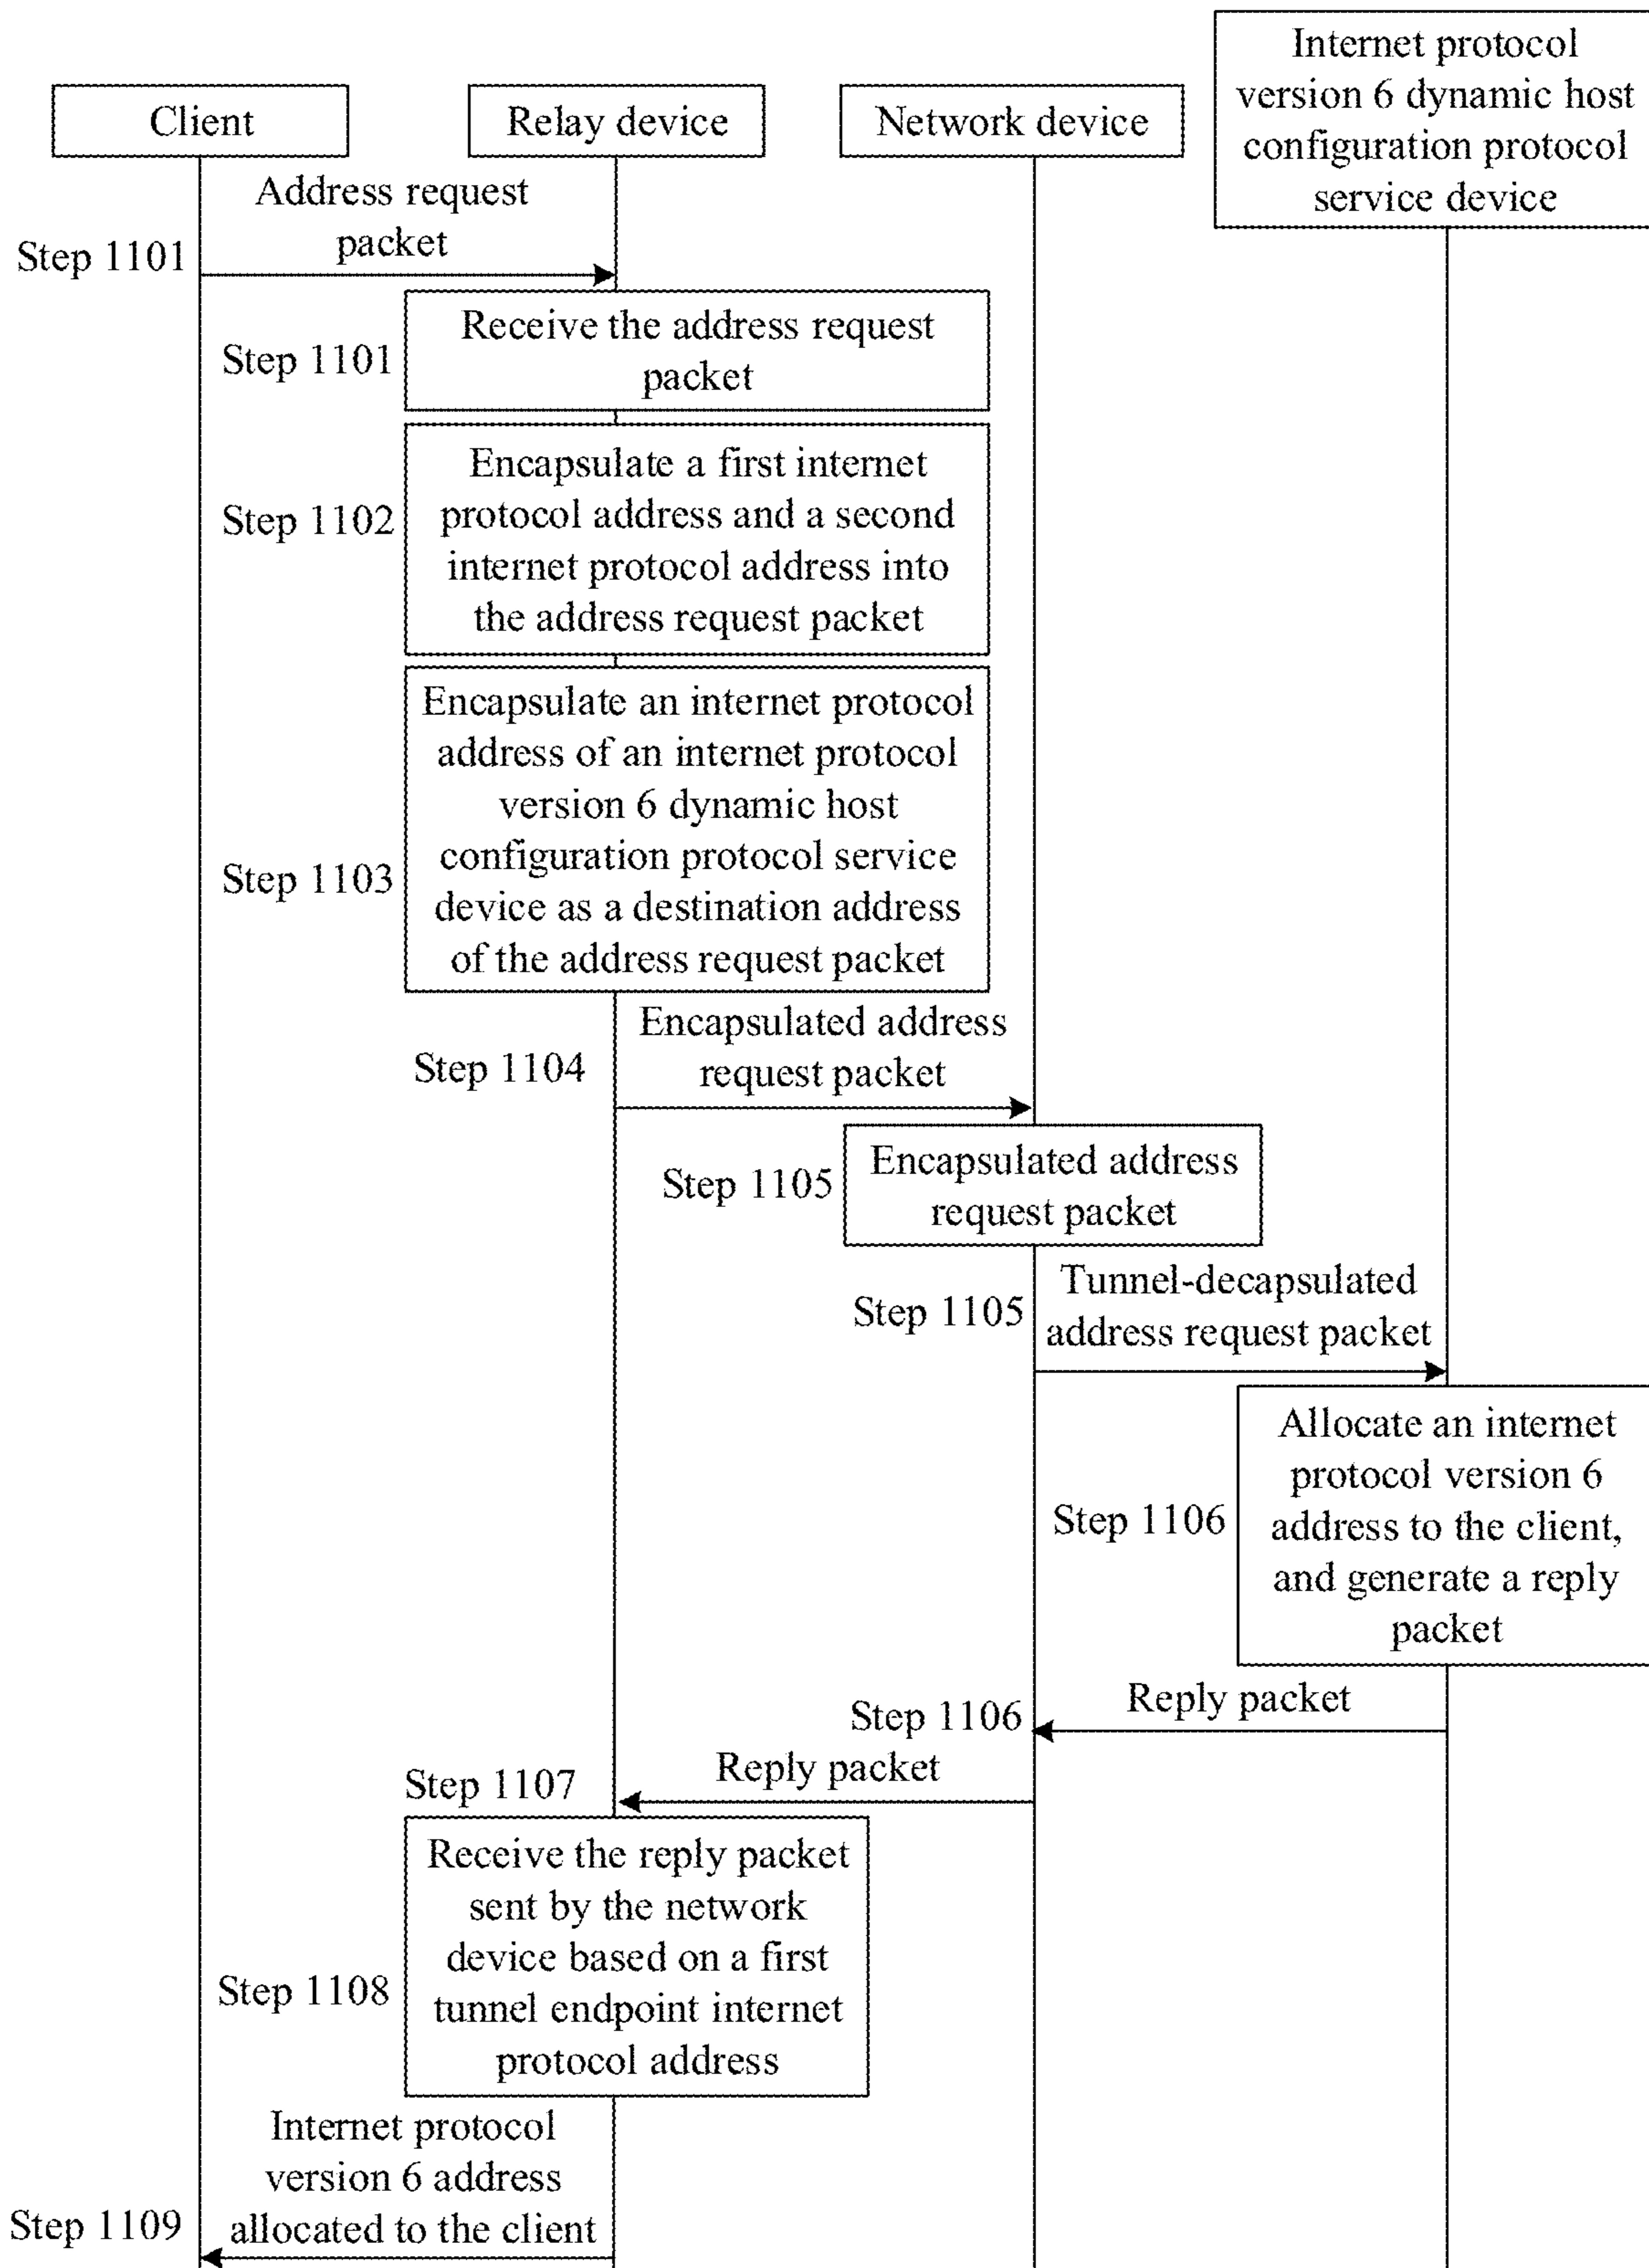 Client
Relay device
Network device
Internet protocol
version 6 dynamic host
configuration protocol
service device
Address request
packet
Step 1101
Step 1101
Receive the address request
packet
Step 1102
Encapsulate a first internet
protocol address and a second
internet protocol address into
the address request packet
Step 1103
Encapsulate an internet protocol
address of an internet protocol
version 6 dynamic host
configuration protocol service
device as a destination address
of the address request packet
Step 1104
Encapsulated address
request packet
Step 1105
Encapsulated address
request packet
Step 1105
Tunnel-decapsulated
address request packet
Step 1106
Allocate an internet
protocol version 6
address to the client,
and generate a reply
packet
Step 1106
Reply packet
Step 1107
Reply packet
Step 1108
Receive the reply packet
sent by the network
device based on a first
tunnel endpoint internet
protocol address
Step 1109
Internet protocol
version 6 address
allocated to the client